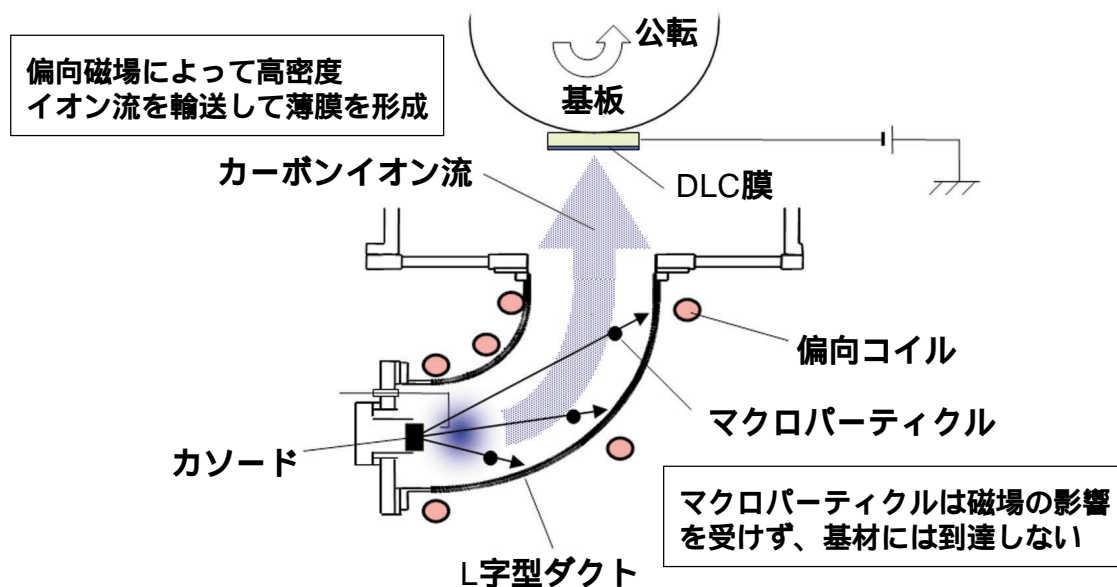 公転
偏向磁場によって高密度
イオン流を輸送して薄膜を形成
基板
カーボンイオン流
DLC膜
偏向コイル
マクロパーティクル
カソード
マクロパーティクルは磁場の影響
を受けず、基材には到達しない
L字型ダクト